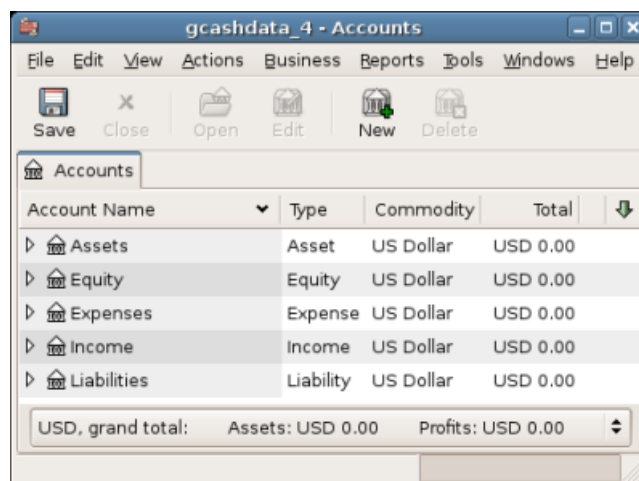 gcashdata_4 - Accounts
File Edit View Actions Business Reports Tools Windows Help
Save Close Open Edit New Delete
Accounts
Account Name Type Commodity Total
Assets Asset US Dollar USD 0.00
Equity Equity US Dollar USD 0.00
Expenses Expense US Dollar USD 0.00
Income Income US Dollar USD 0.00
Liabilities Liability US Dollar USD 0.00
USD, grand total: Assets: USD 0.00 Profits: USD 0.00